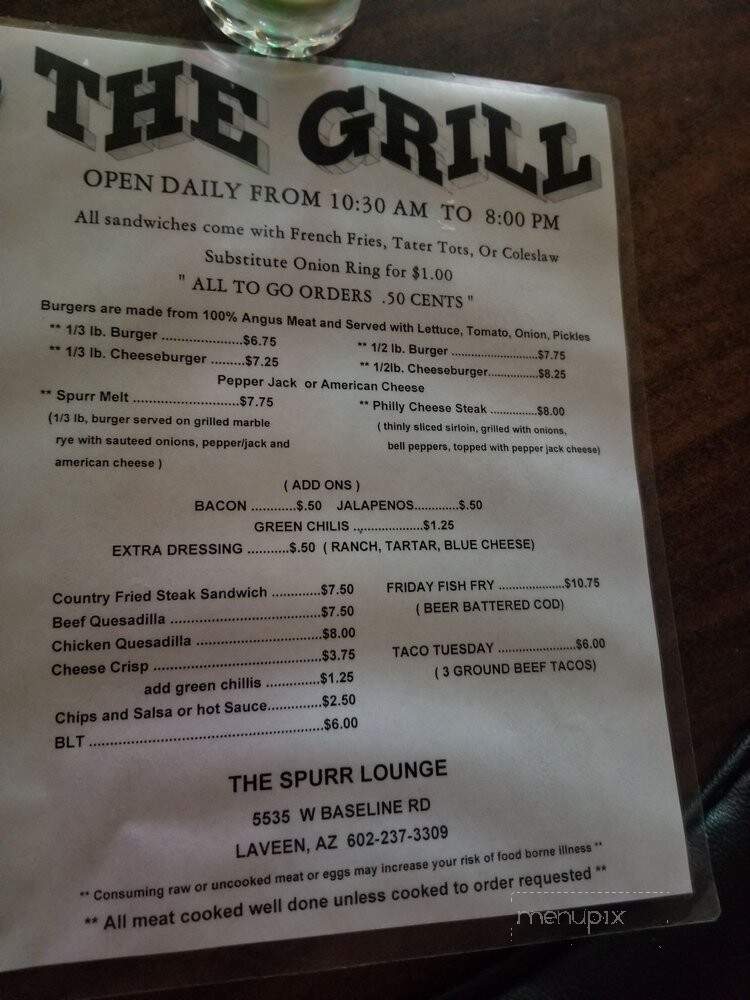 THE GRILL
OPEN DAILY FROM 10:30 AM TO 8:00 PM
All sandwiches come with French Fries, Tater Tots, Or Coleslaw
Substitute Onion Ring for $1.00
" ALL TO GO ORDERS .50 CENTS "
Burgers are made from 100% Angus Meat and Served with Lettuce, Tomato, Onion, Pickles
** 1/3 lb. Burger .....................$6.75
** 1/2 lb. Burger ..........................$7.75
** 1/3 lb. Cheeseburger .........$7.25
** 1/2lb. Cheeseburger...............$8.25
Pepper Jack or American Cheese
** Spurr Melt ...........................$7.75
** Philly Cheese Steak ..............$8.00
(1/3 lb, burger served on grilled marble
( thinly sliced sirloin, grilled with onions,
rye with sauteed onions, pepper/jack and
bell peppers, topped with pepper jack cheese)
american cheese )
( ADD ONS )
BACON ...........$.50 JALAPENOS............$.50
GREEN CHILIS ....................$1.25
EXTRA DRESSING ...........$.50 ( RANCH, TARTAR, BLUE CHEESE)
Country Fried Steak Sandwich ............$7.50
FRIDAY FISH FRY ....................$10.75
Beef Quesadilla ....................................$7.50
( BEER BATTERED COD)
Chicken Quesadilla ..............................$8.00
TACO TUESDAY .......................$6.00
Cheese Crisp ........................................$3.75
( 3 GROUND BEEF TACOS)
add green chillis .............$1.25
Chips and Salsa or hot Sauce.............$2.50
BLT ........................................................$6.00
THE SPURR LOUNGE
5535 W BASELINE RD
LAVEEN, AZ 602-237-3309
** Consuming raw or uncooked meat or eggs may increase your risk of food borne illness **
** All meat cooked well done unless cooked to order requested **
menupix